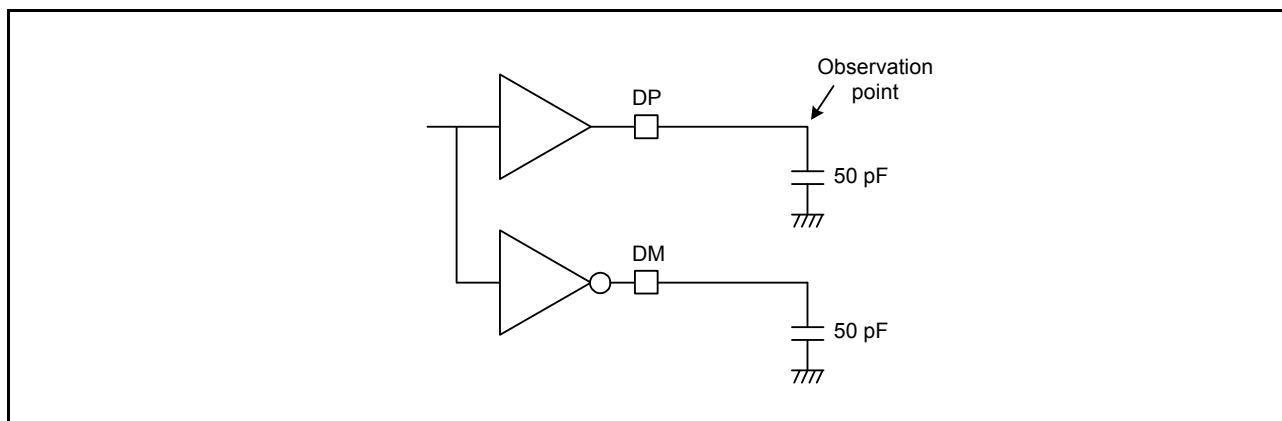 Observation
point
DP
50 pF
DM
50 pF